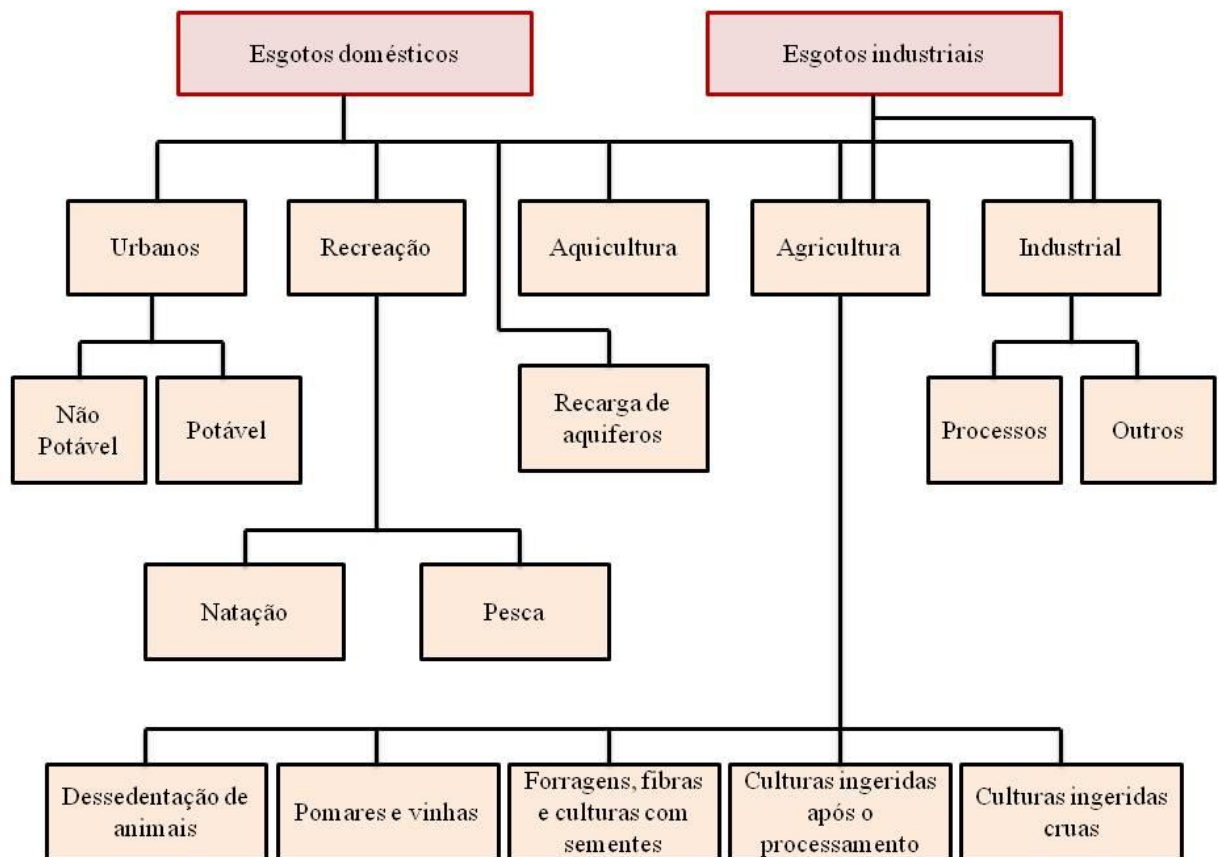 Esgotos domésticos
Esgotos industriais
Urbanos
Recreação
Aquicultura
Agricultura
Industrial
Não
Potável
Potável
Recarga de
aquiferos
Processos
Outros
Natação
Pesca
Dessedentação de
animais
Pomares e vinhas
Forragens, fibras
e culturas com
sementes
Culturas ingeridas
após o
processamento
Culturas ingeridas
cruas